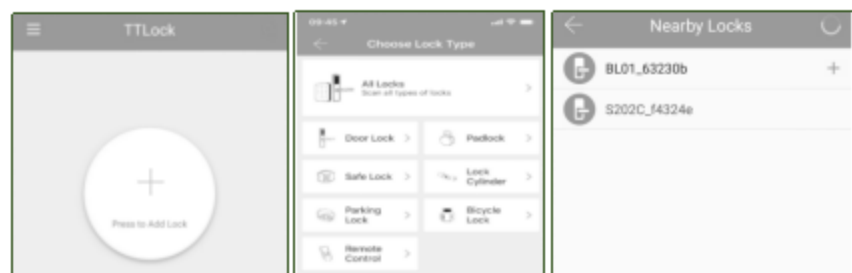 TTLock
Press to Add Lock
09:45
Choose Lock Type
All Locks
Scan all types of locks
Door Lock
Padlock
Safe Lock
Lock
Cylinder
Parking
Lock
Bicycle
Lock
Remote
Control
Nearby Locks
BL01_63230b
S202C_f4324e